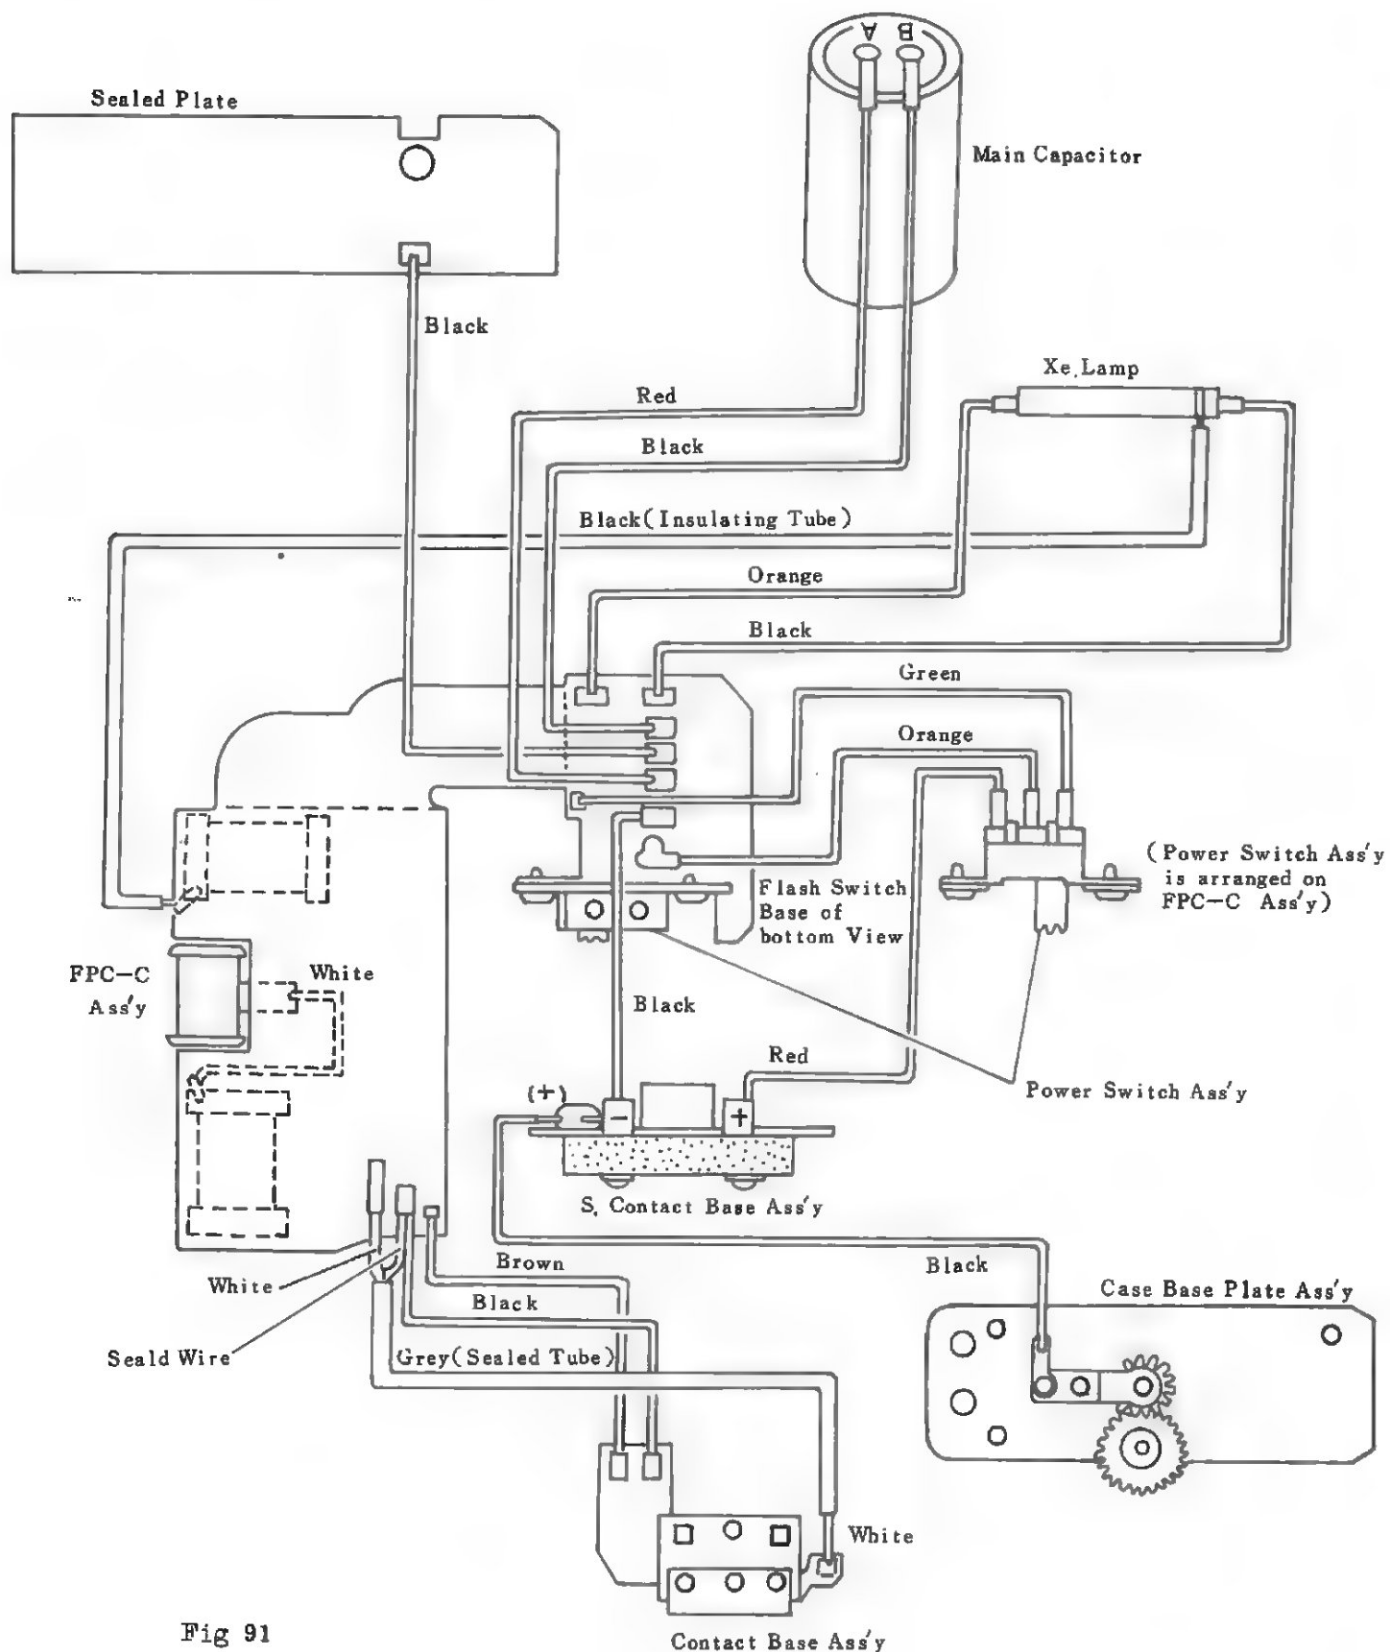 A B
Sealed Plate
Main Capacitor
Black
Xe. Lamp
Red
Black
Black(Insulating Tube)
Orange
Black
Green
Orange
(Power Switch Ass'y
is arranged on
FPC-C Ass'y)
Flash Switch
Base of
bottom View
FPC-C
Ass'y
White
Black
Red
Power Switch Ass'y
(+)
−
+
S. Contact Base Ass'y
Brown
Black
White
Black
Case Base Plate Ass'y
Seald Wire
Grey(Sealed Tube)
White
Fig 91
Contact Base Ass'y